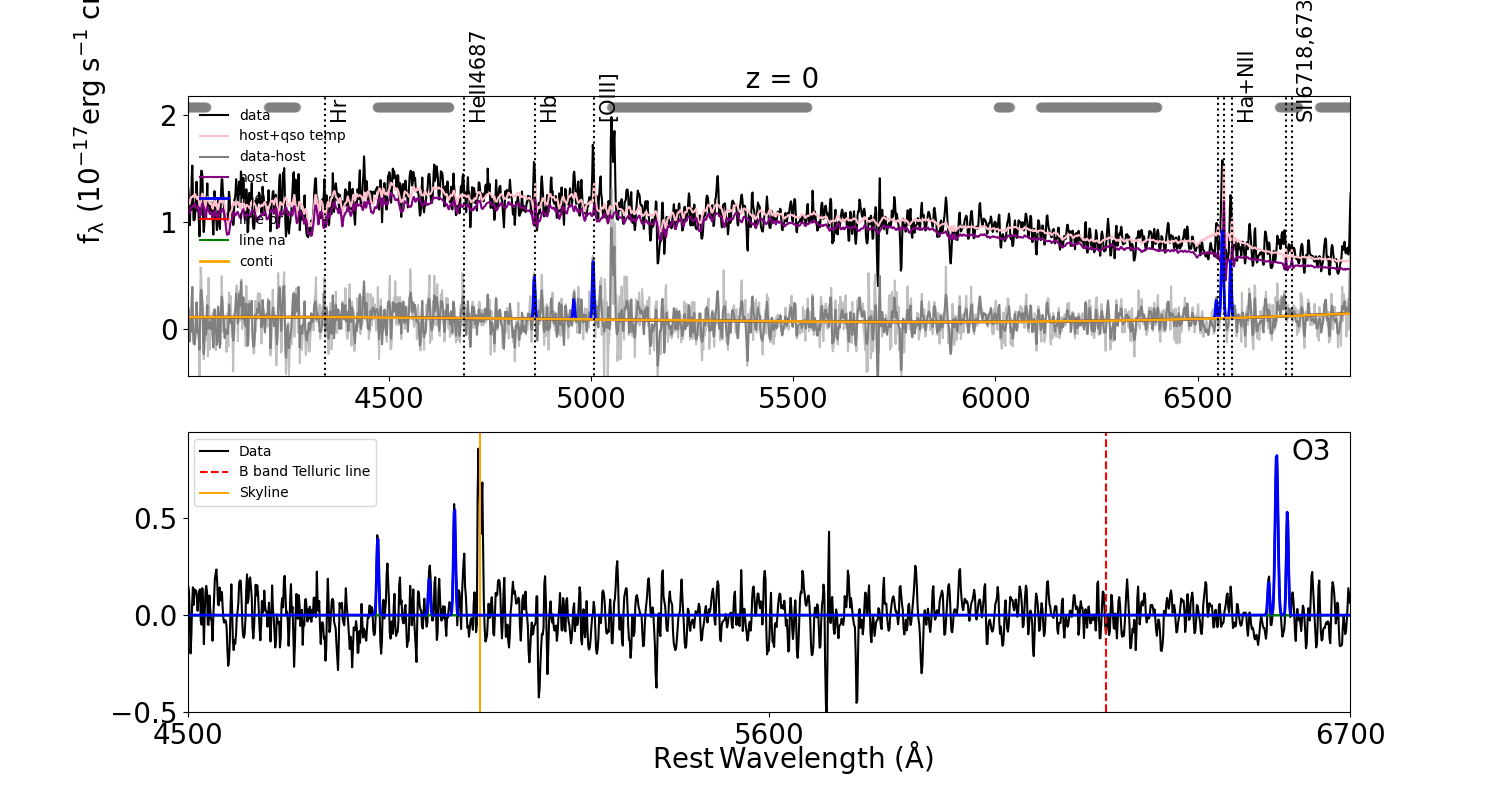 z = 0
Hr
HeII4687
Hb
[OIII]
Ha+NII
SII6718,673
fλ (10−17erg s−1 c
2
1
0
data
host+qso temp
data-host
host
line na
conti
4500 5000 5500 6000 6500
O3
Data
B band Telluric line
Skyline
0.5
0.0
−0.5
4500 5600 6700
Rest Wavelength (Å)